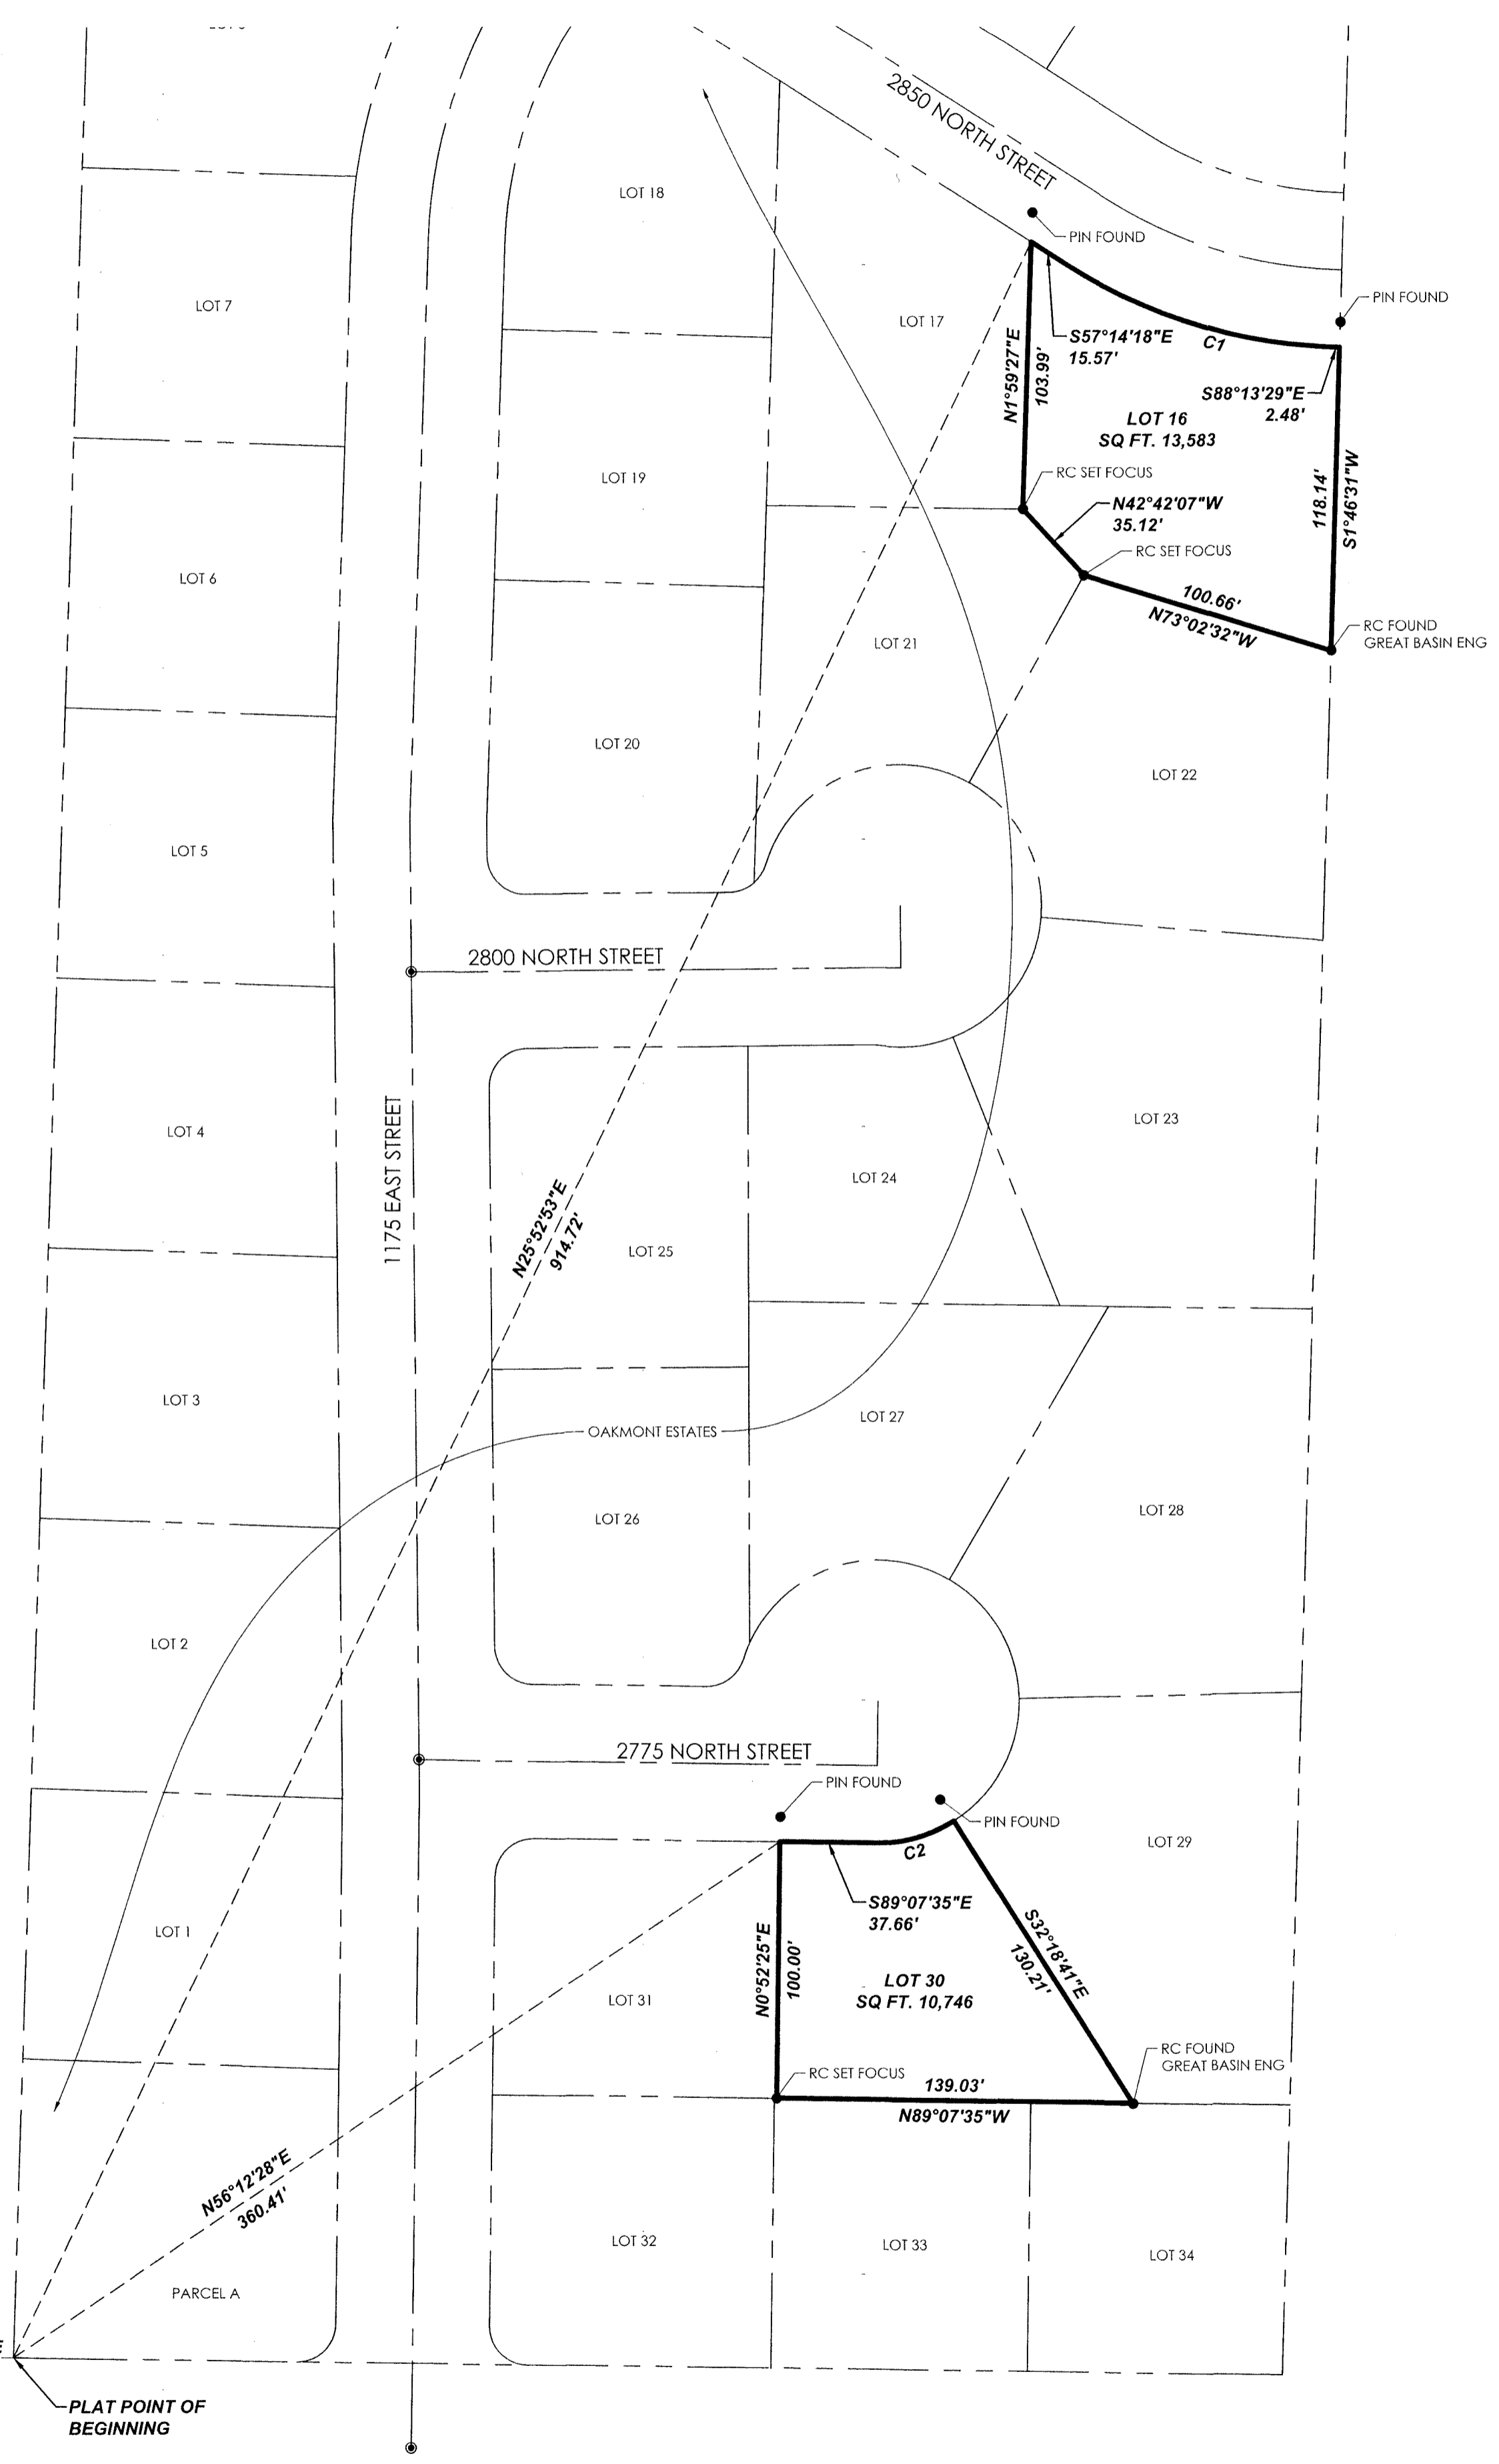 2850 NORTH STREET
LOT 18
PIN FOUND
PIN FOUND
LOT 7
LOT 17
S57°14'18"E
15.57'
C1
N1°59'27"E
103.99'
S88°13'29"E
2.48'
LOT 16
SQ FT. 13,583
118.14'
S1°46'31"W
RC SET FOCUS
LOT 19
N42°42'07"W
35.12'
RC SET FOCUS
LOT 6
100.66'
N73°02'32"W
RC FOUND
GREAT BASIN ENG
LOT 21
LOT 20
LOT 22
LOT 5
2800 NORTH STREET
LOT 4
LOT 23
1175 EAST STREET
LOT 24
N25°52'53"E
914.72'
LOT 25
LOT 3
LOT 27
OAKMONT ESTATES
LOT 28
LOT 26
LOT 2
2775 NORTH STREET
PIN FOUND
PIN FOUND
LOT 29
C2
S89°07'35"E
37.66'
LOT 1
N0°52'25"E
100.00'
S32°18'41"E
130.21'
LOT 30
SQ FT. 10,746
LOT 31
RC FOUND
GREAT BASIN ENG
RC SET FOCUS
139.03'
N89°07'35"W
N56°12'28"E
360.41'
LOT 32
LOT 33
LOT 34
PARCEL A
PLAT POINT OF
BEGINNING